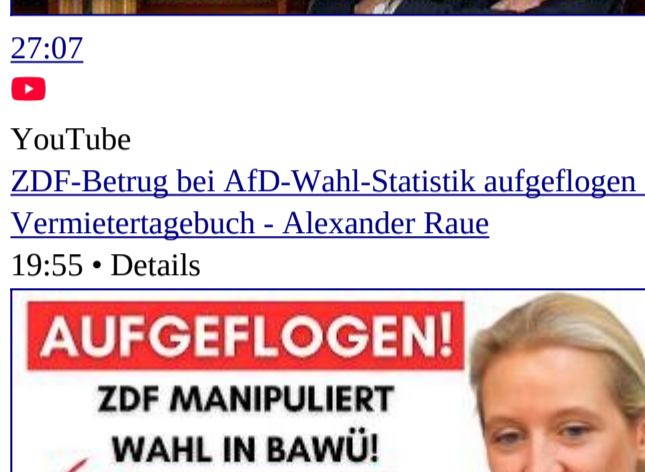 27:07
YouTube
ZDF-Betrug bei AfD-Wahl-Statistik aufgeflogen
Vermietertagebuch - Alexander Raue
19:55 • Details
AUFGEFLOGEN!
ZDF MANIPULIERT
WAHL IN BAWÜ!